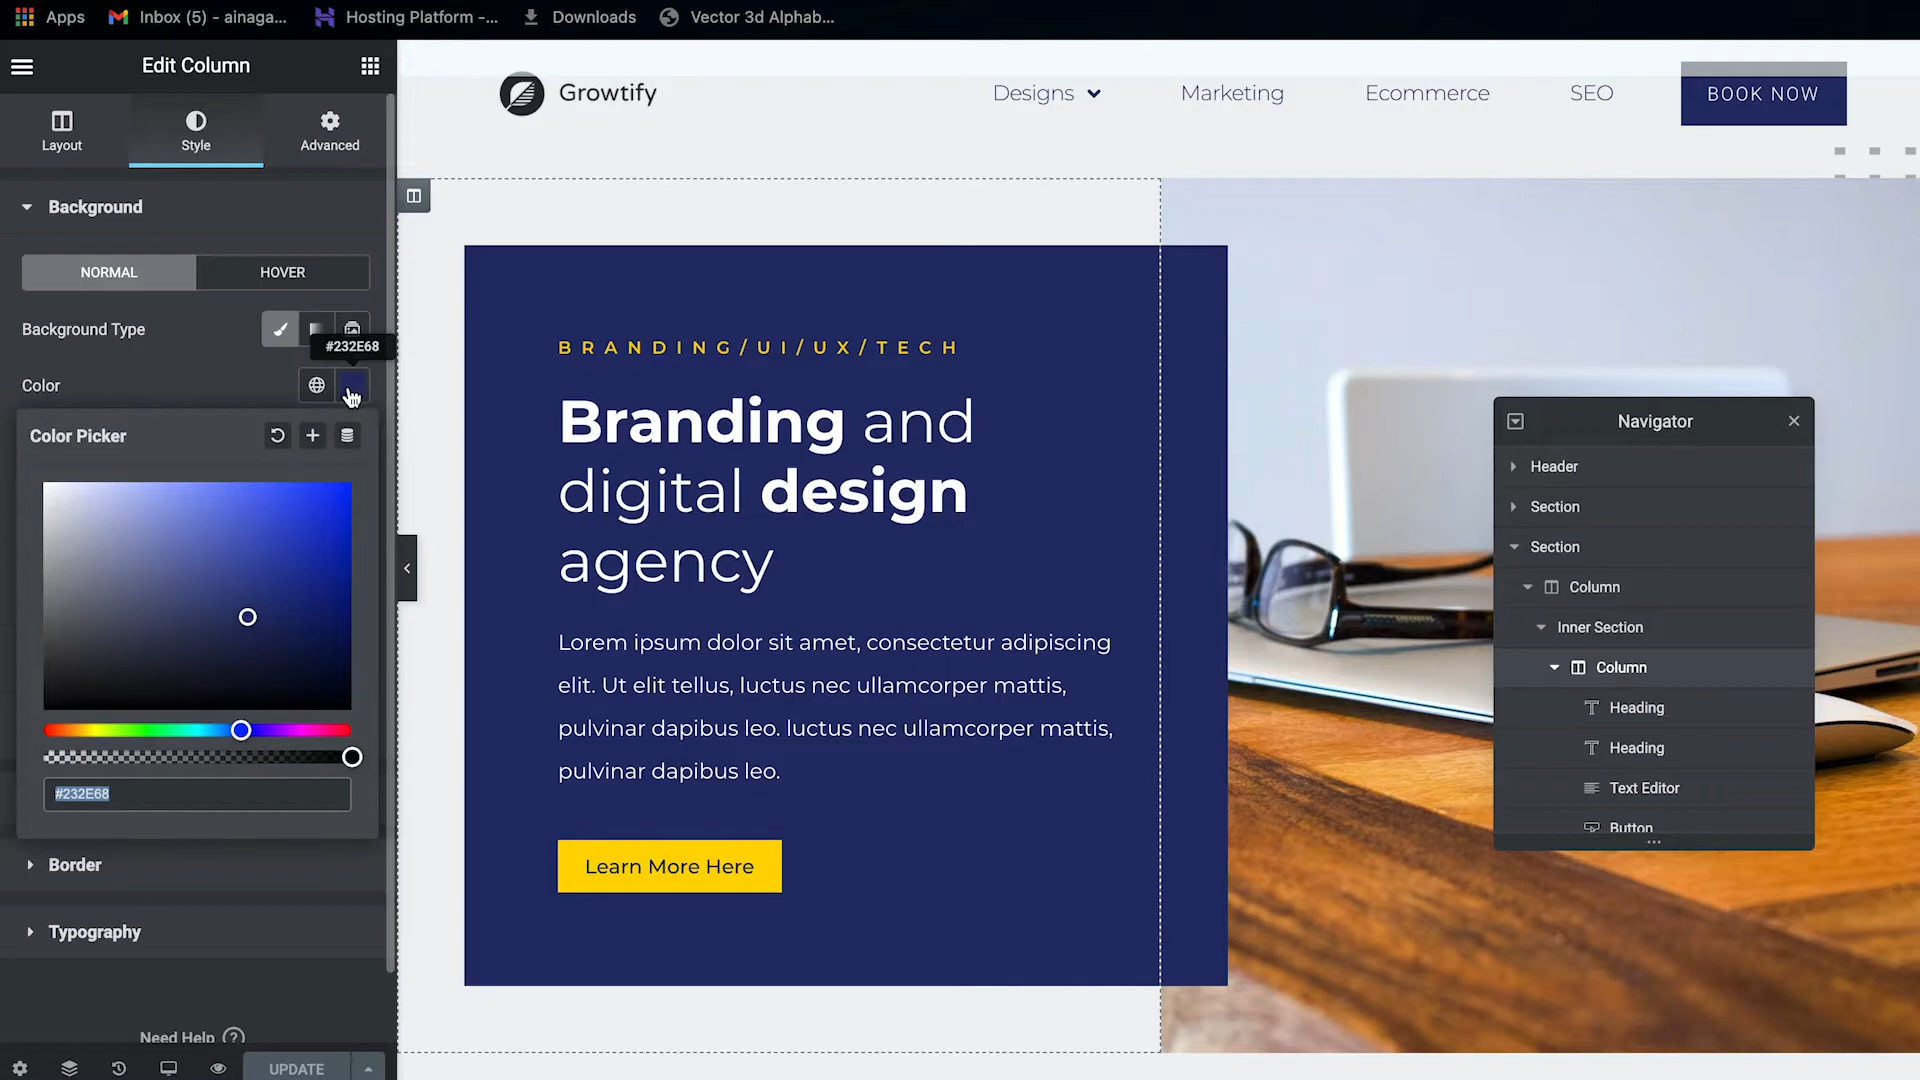 Apps
Inbox (5) - ainaga...
Hosting Platform -...
Downloads
Vector 3d Alphab...
Edit Column
Layout
Style
Advanced
Background
NORMAL
HOVER
Background Type
#232E68
Color
Color Picker
#232E68
Border
Typography
Need Help ?
UPDATE
Growtify
Designs
Marketing
Ecommerce
SEO
BOOK NOW
BRANDING/UI/UX/TECH
Branding and
digital design
agency
Lorem ipsum dolor sit amet, consectetur adipiscing
elit. Ut elit tellus, luctus nec ullamcorper mattis,
pulvinar dapibus leo. luctus nec ullamcorper mattis,
pulvinar dapibus leo.
Learn More Here
Navigator
Header
Section
Section
Column
Inner Section
Column
Heading
Heading
Text Editor
Button